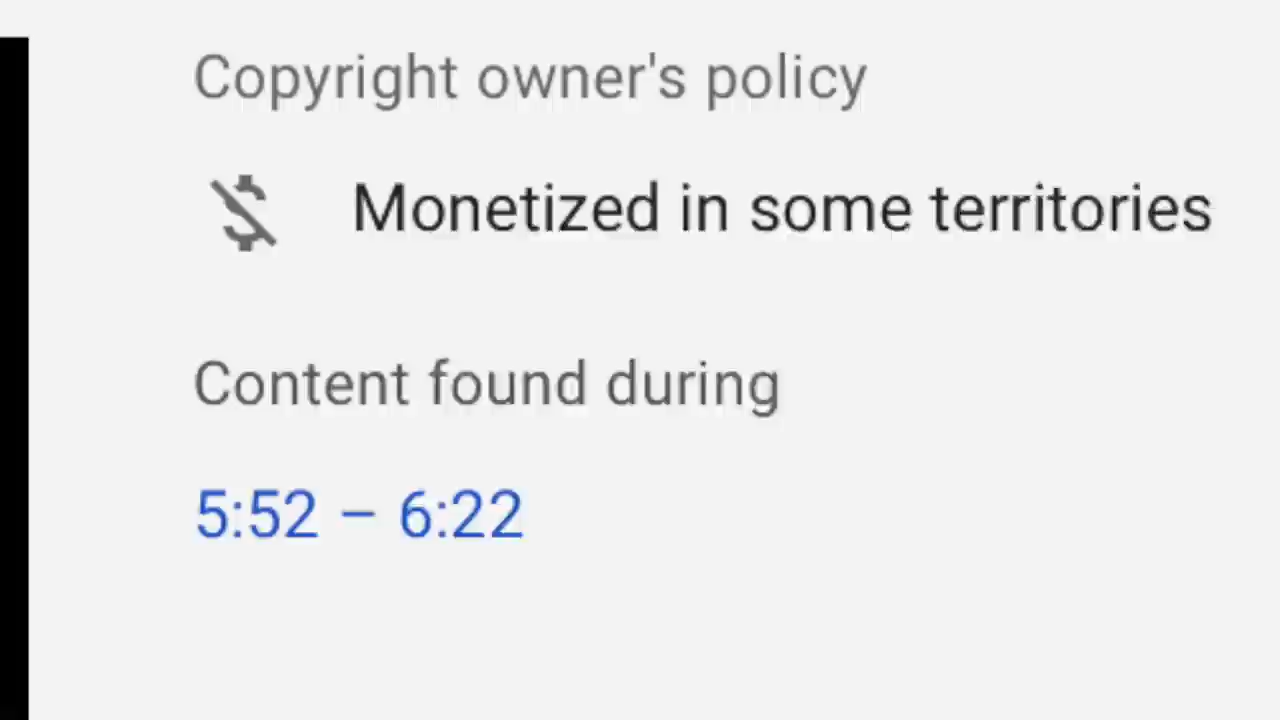 Copyright owner's policy
Monetized in some territories
Content found during
5:52 – 6:22